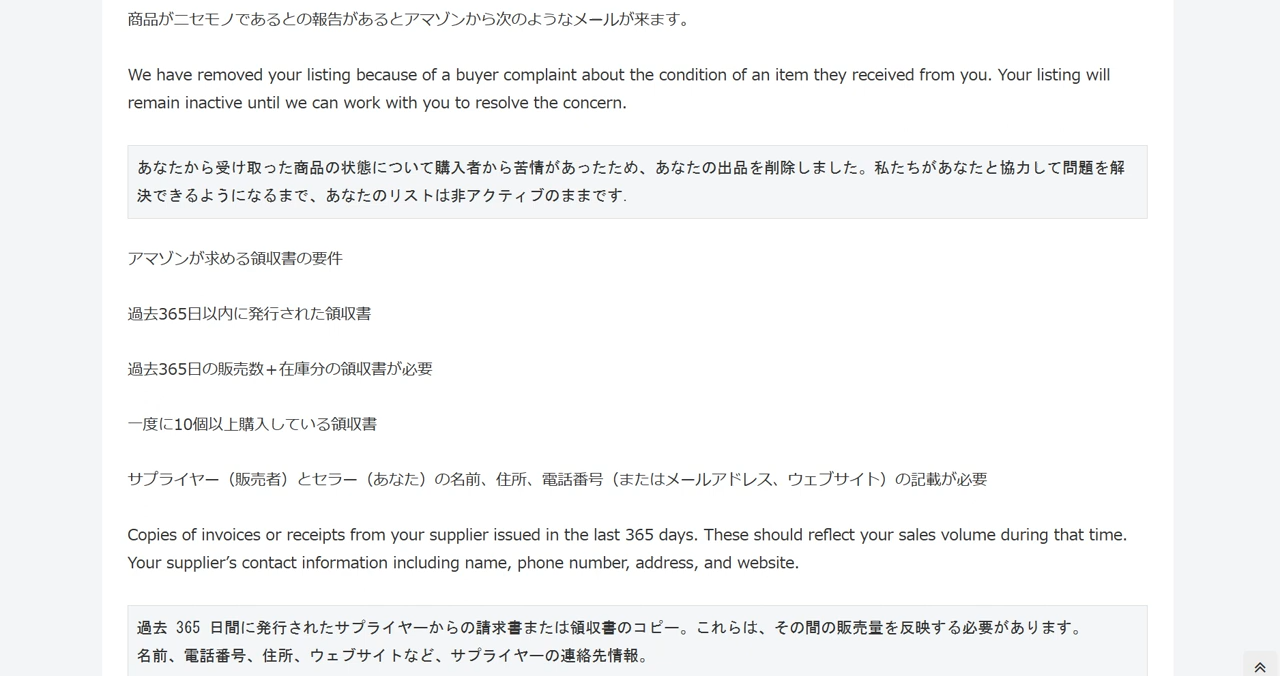 商品がニセモノであるとの報告があるとアマゾンから次のようなメールが来ます。
We have removed your listing because of a buyer complaint about the condition of an item they received from you. Your listing will
remain inactive until we can work with you to resolve the concern.
あなたから受け取った商品の状態について購入者から苦情があったため、あなたの出品を削除しました。私たちがあなたと協力して問題を解
決できるようになるまで、あなたのリストは非アクティブのままです.
アマゾンが求める領収書の要件
過去365日以内に発行された領収書
過去365日の販売数＋在庫分の領収書が必要
一度に10個以上購入している領収書
サプライヤー（販売者）とセラー（あなた）の名前、住所、電話番号（またはメールアドレス、ウェブサイト）の記載が必要
Copies of invoices or receipts from your supplier issued in the last 365 days. These should reflect your sales volume during that time.
Your supplier’s contact information including name, phone number, address, and website.
過去 365 日間に発行されたサプライヤーからの請求書または領収書のコピー。これらは、その間の販売量を反映する必要があります。
名前、電話番号、住所、ウェブサイトなど、サプライヤーの連絡先情報。